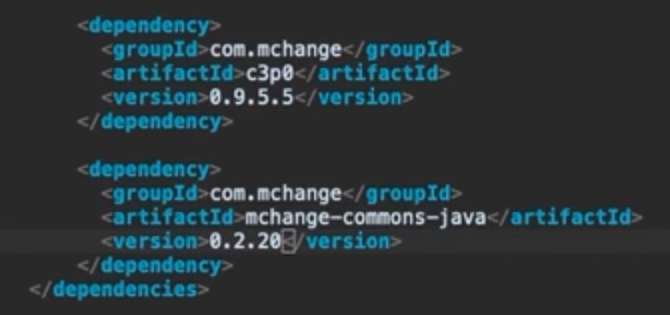 <dependency>
<groupId>com.mchange</groupId>
<artifactId>c3p0</artifactId>
<version>0.9.5.5</version>
</dependency>
<dependency>
<groupId>com.mchange</groupId>
<artifactId>mchange-commons-java</artifactId>
<version>0.2.20</version>
</dependency>
</dependencies>